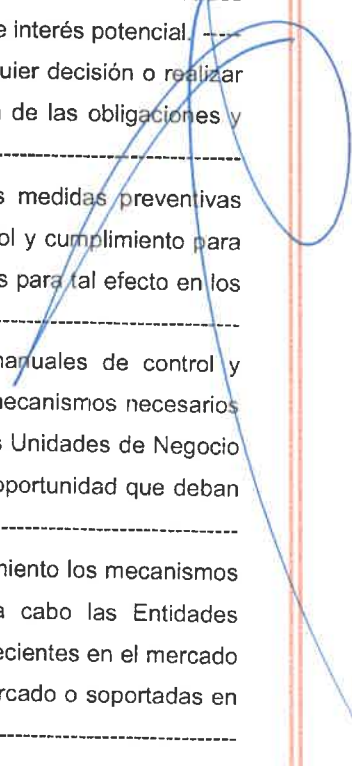 e interés potencial. ----
uier decisión o realizar
de las obligaciones y
------------------------------
s medidas preventivas
ol y cumplimiento para
s para tal efecto en los
------------------------------
manuales de control y
mecanismos necesarios
s Unidades de Negocio
oportunidad que deban
------------------------------
miento los mecanismos
a cabo las Entidades
ecientes en el mercado
rcado o soportadas en
------------------------------